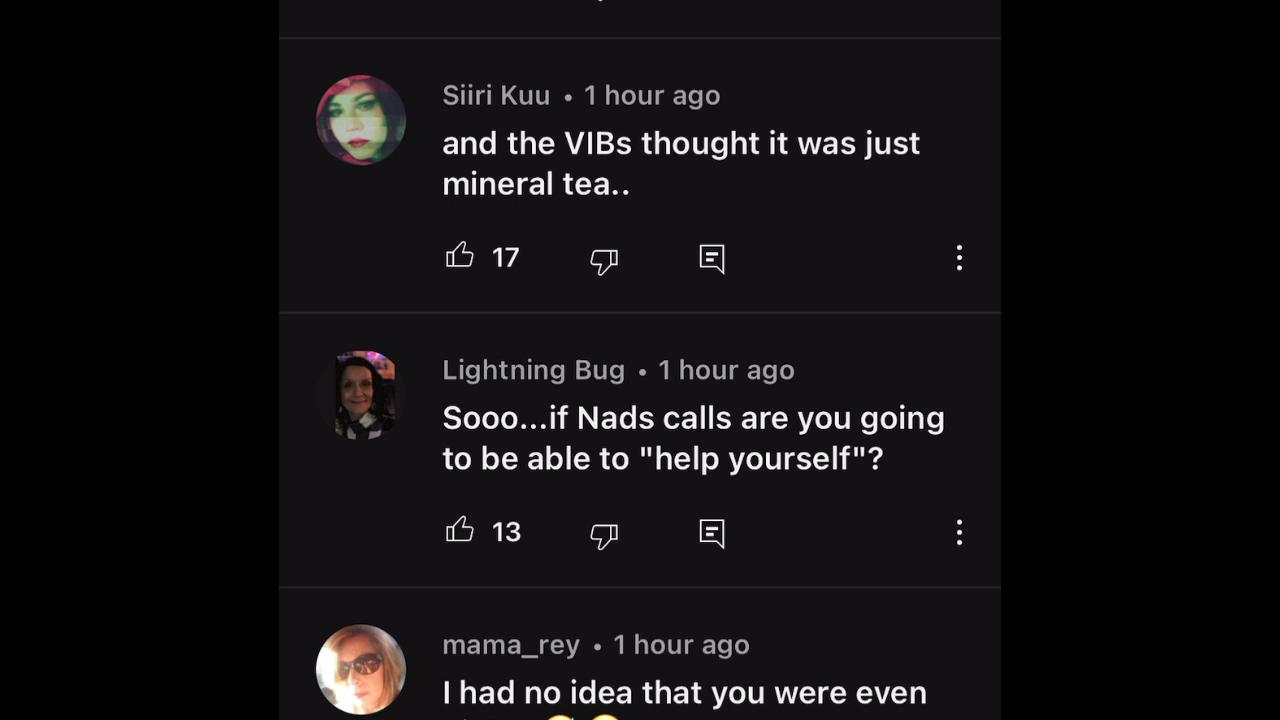 Siiri Kuu • 1 hour ago
and the VIBs thought it was just
mineral tea..
17
Lightning Bug • 1 hour ago
Sooo...if Nads calls are you going
to be able to "help yourself"?
13
mama_rey • 1 hour ago
I had no idea that you were even